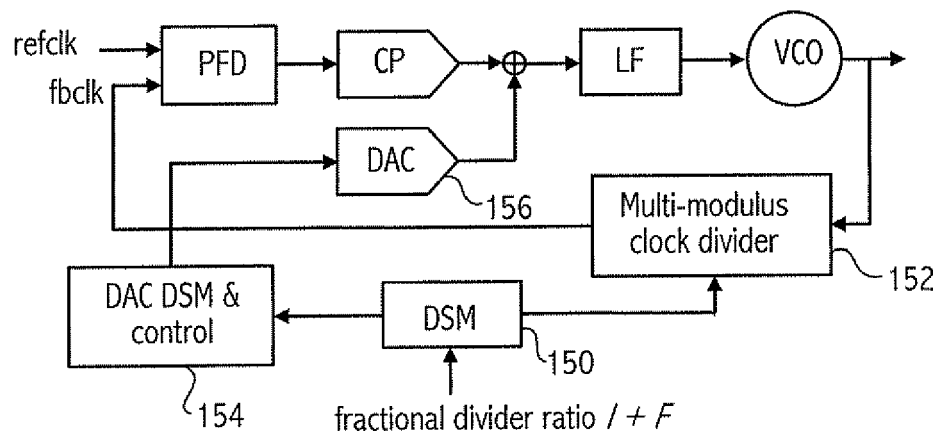 refclk
fbclk
PFD
CP
LF
VCO
DAC
156
Multi-modulus
clock divider
152
DAC DSM &
control
154
DSM
150
fractional divider ratio I + F